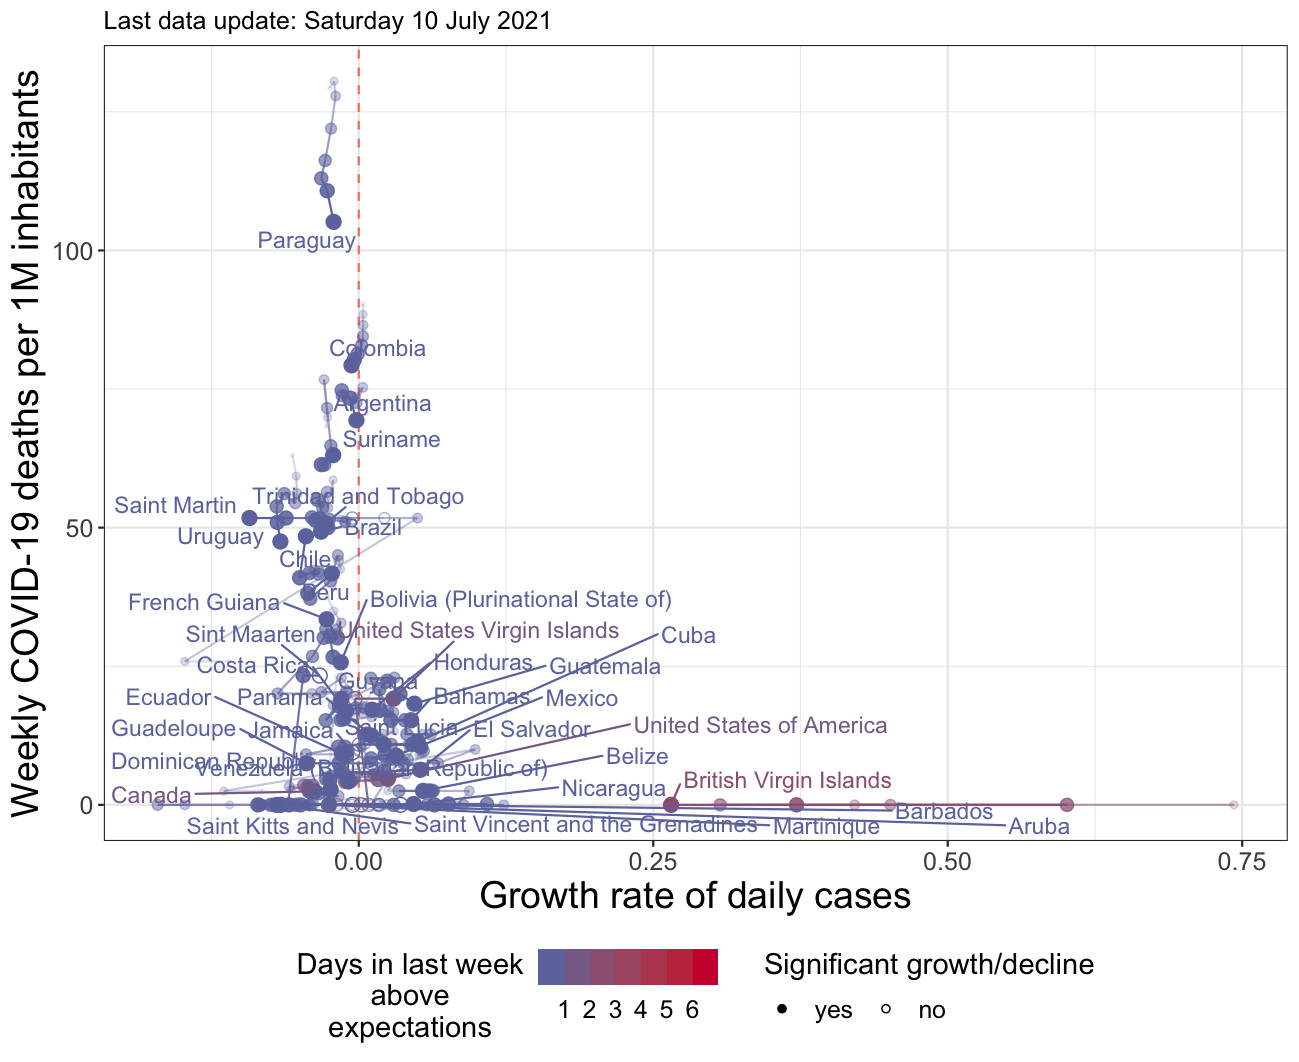 Last data update: Saturday 10 July 2021
Weekly COVID-19 deaths per 1M inhabitants
100
50
0
Paraguay
Colombia
Argentina
Suriname
Trinidad and Tobago
Saint Martin
Brazil
Uruguay
Chile
Peru
French Guiana
Bolivia (Plurinational State of)
Sint Maarten
United States Virgin Islands
Cuba
Costa Rica
Honduras
Guatemala
Guyana
Ecuador
Panama
Bahamas
Mexico
Guadeloupe
Jamaica
Saint Lucia
El Salvador
United States of America
Dominican Republic
Venezuela (Bolivarian Republic of)
Belize
Canada
Nicaragua
British Virgin Islands
Barbados
Saint Kitts and Nevis
Saint Vincent and the Grenadines
Martinique
Aruba
0.00
0.25
0.50
0.75
Growth rate of daily cases
Days in last week
above
expectations
1 2 3 4 5 6
Significant growth/decline
yes
no